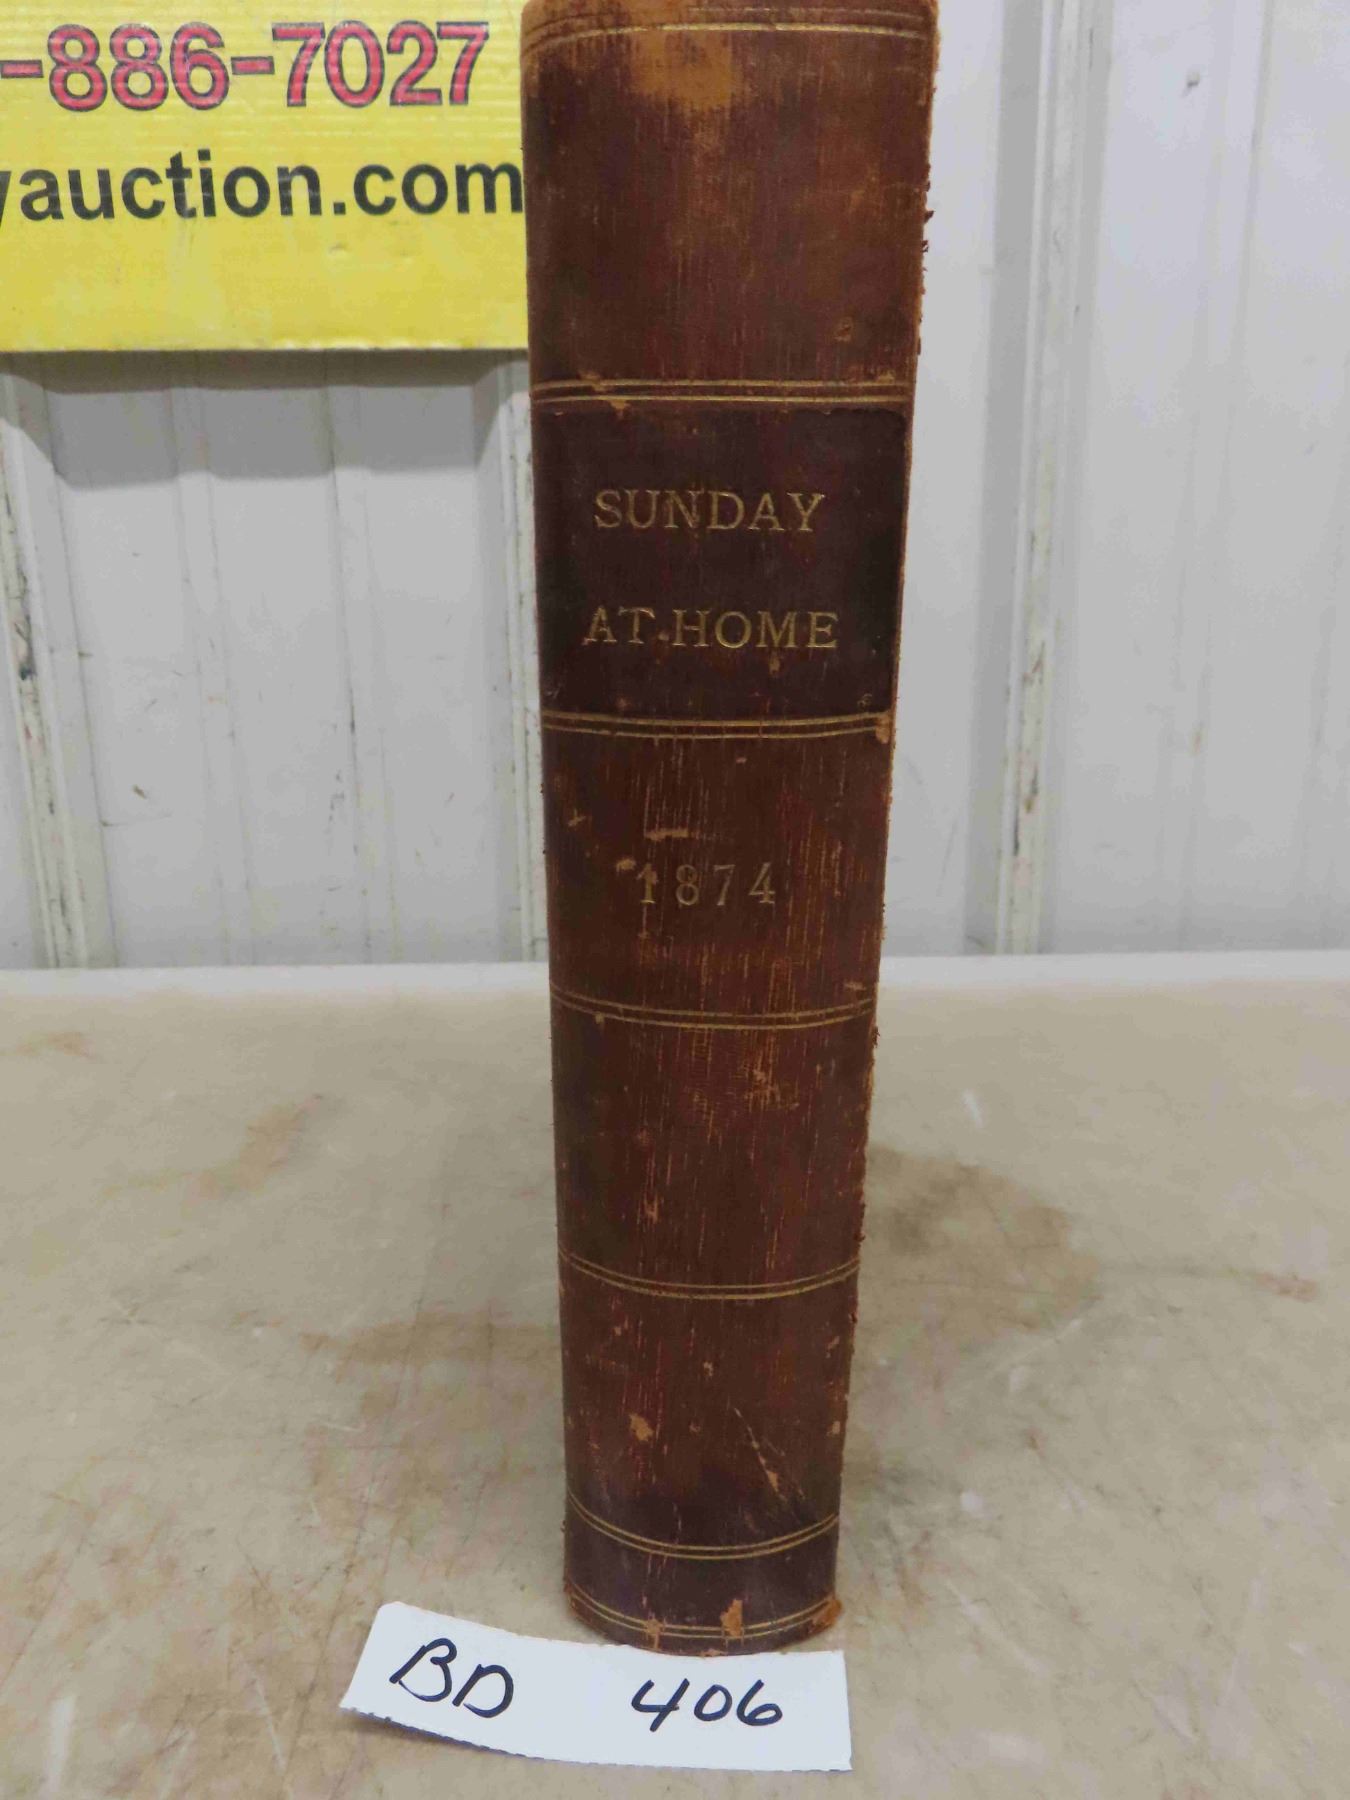 -886-7027
yauction.com
SUNDAY
AT HOME
1874
BD 406